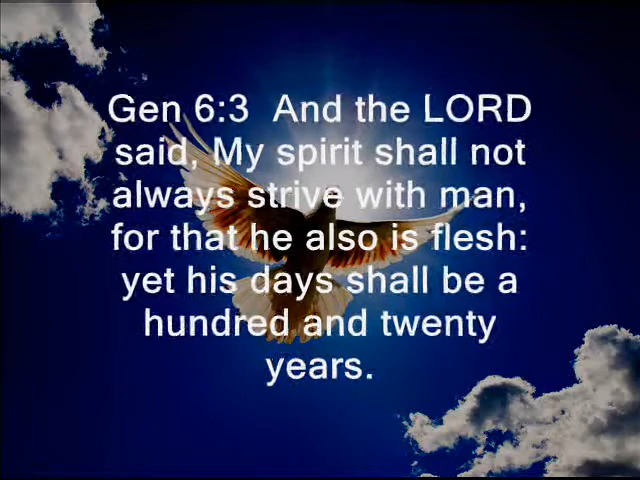 Gen 6:3  And the LORD
said, My spirit shall not
always strive with man,
for that he also is flesh:
yet his days shall be a
hundred and twenty
years.